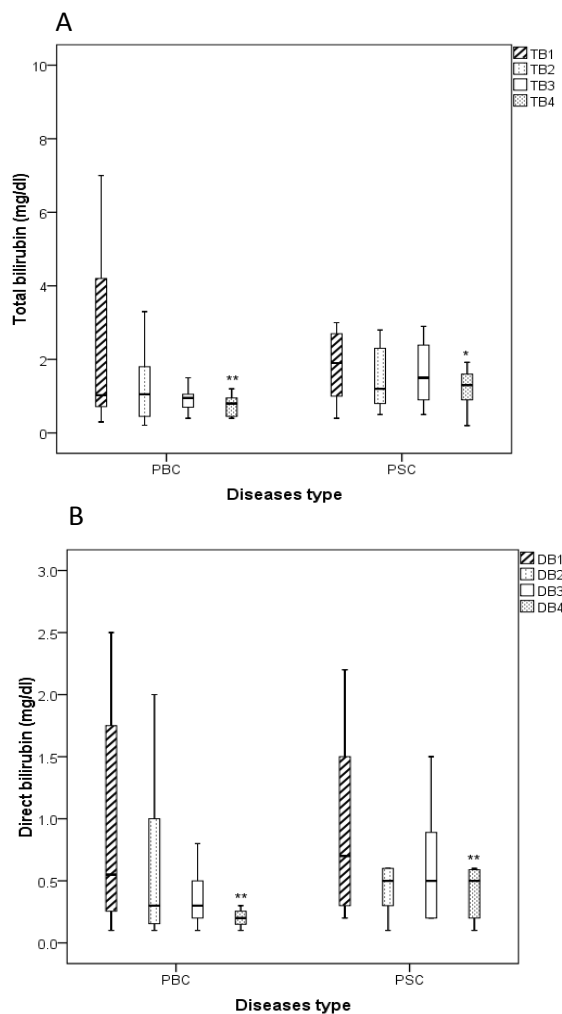 A
TB1
TB2
TB3
TB4
Total bilirubin (mg/dl)
10
8
6
4
2
0
**
*
PBC
PSC
Diseases type
B
DB1
DB2
DB3
DB4
Direct bilirubin (mg/dl)
3.0
2.5
2.0
1.5
1.0
0.5
0.0
**
**
PBC
PSC
Diseases type